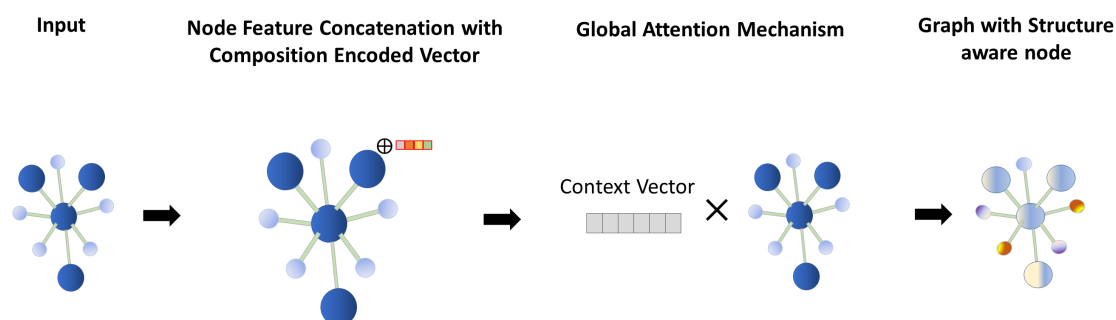 Input
Node Feature Concatenation with
Composition Encoded Vector
Global Attention Mechanism
Graph with Structure
aware node
Context Vector